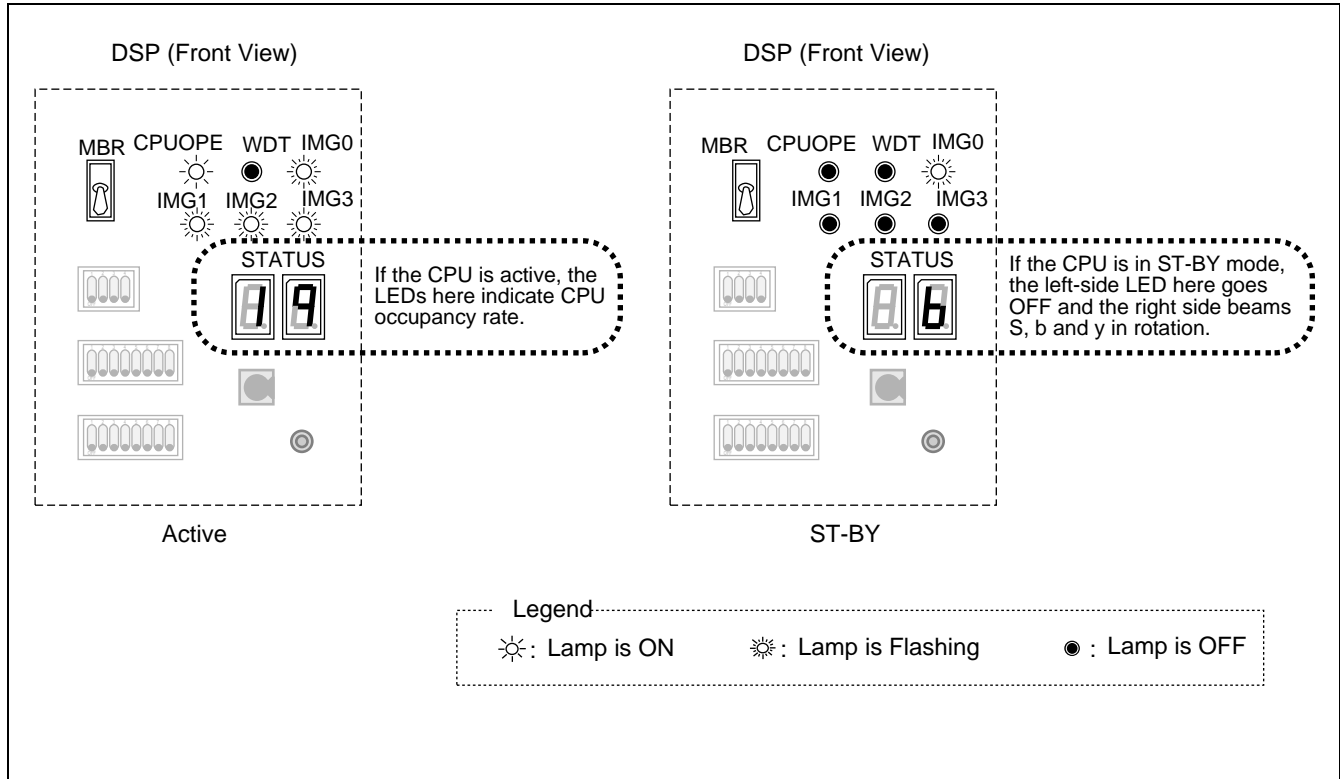 DSP (Front View)
MBR CPUOPE WDT IMG0
IMG1 IMG2 IMG3
STATUS
19
If the CPU is active, the
LEDs here indicate CPU
occupancy rate.
Active
DSP (Front View)
MBR CPUOPE WDT IMG0
IMG1 IMG2 IMG3
STATUS
b
If the CPU is in ST-BY mode,
the left-side LED here goes
OFF and the right side beams
S, b and y in rotation.
ST-BY
Legend
: Lamp is ON : Lamp is Flashing : Lamp is OFF